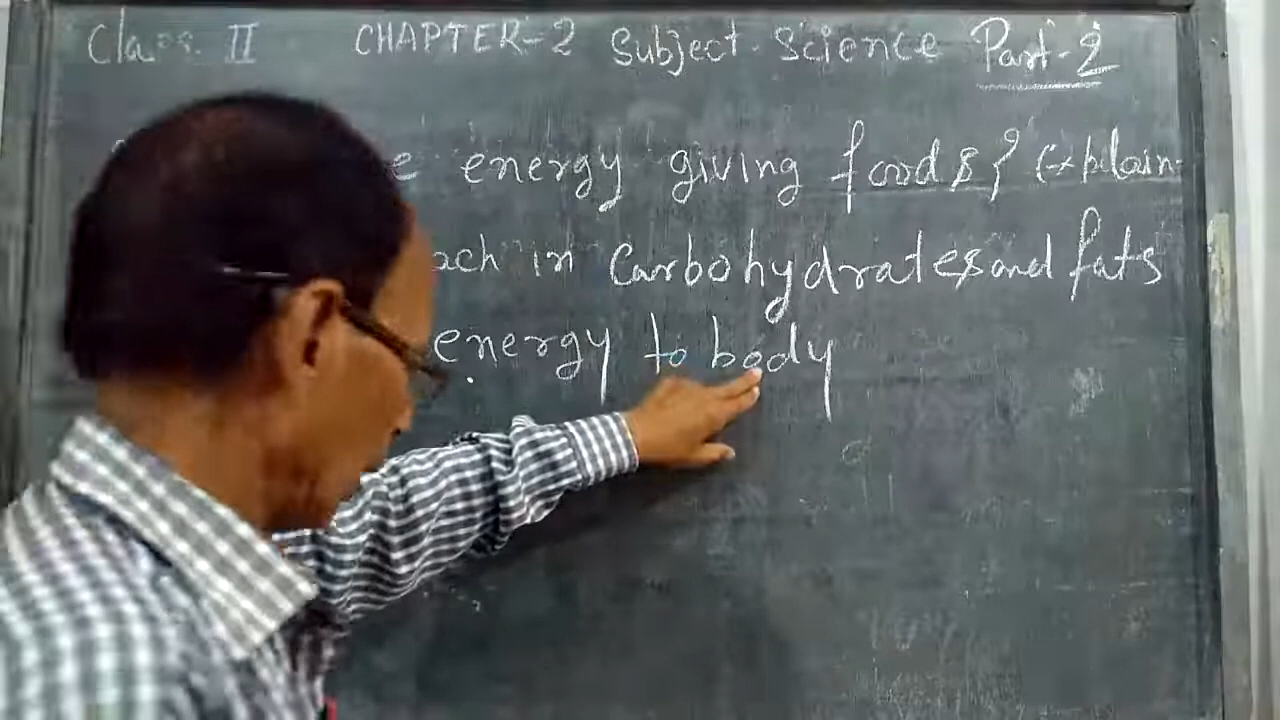 Class. II CHAPTER-2 Subject Science Part-2
e energy giving foods? Explain
ach in Carbohydrates and fats
energy to body